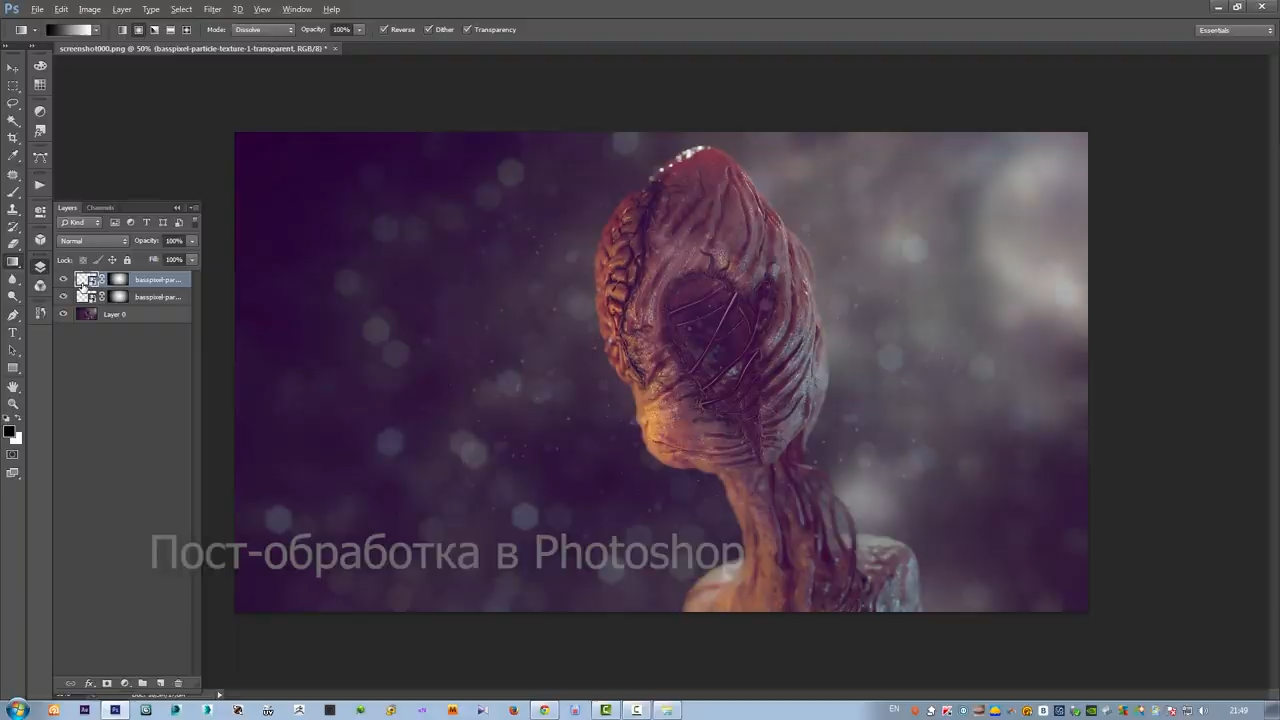 Ps File Edit Image Layer Type Select Filter 3D View Window Help
Mode: Dissolve Opacity: 100% Reverse Dither Transparency Essentials
screenshot000.png @ 50% (basspixel-particle-texture-1-transparent, RGB/8) * ×
Layers Channels
Kind
Normal Opacity: 100%
Lock: Fill: 100%
basspixel-par...
basspixel-par...
Layer 0
Пост-обработка в Photoshop
fx
EN 21:49